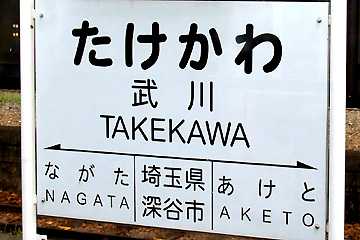 たけかわ
武川
TAKEKAWA
ながた 埼玉県 あけと
NAGATA 深谷市 AKETO